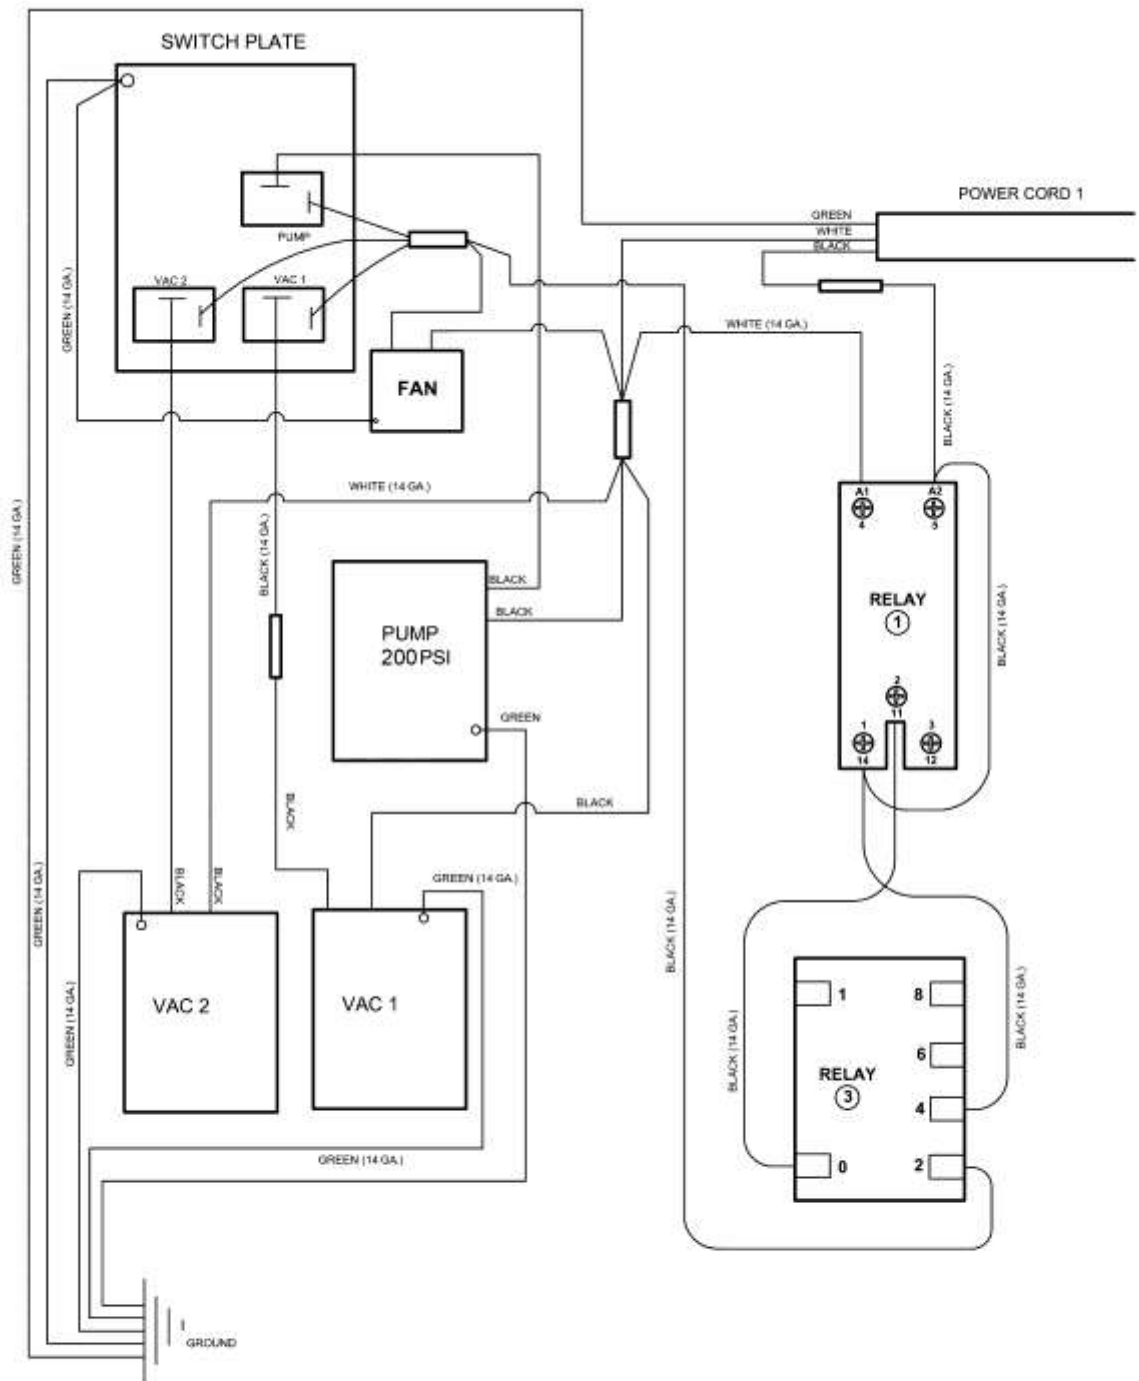 SWITCH PLATE
POWER CORD 1
GREEN
WHITE
BLACK
PUMP
VAC 2
VAC 1
GREEN (14 GA.)
WHITE (14 GA.)
FAN
BLACK (14 GA.)
WHITE (14 GA.)
A1
A2
4
5
GREEN (14 GA.)
BLACK (14 GA.)
BLACK
BLACK
RELAY
1
BLACK (14 GA.)
PUMP
200 PSI
2
11
GREEN
1
3
14
12
BLACK
BLACK
GREEN (14 GA.)
BLACK
BLACK
GREEN (14 GA.)
BLACK (14 GA.)
VAC 2
VAC 1
1
8
BLACK (14 GA.)
GREEN (14 GA.)
BLACK (14 GA.)
6
RELAY
3
4
GREEN (14 GA.)
0
2
GROUND